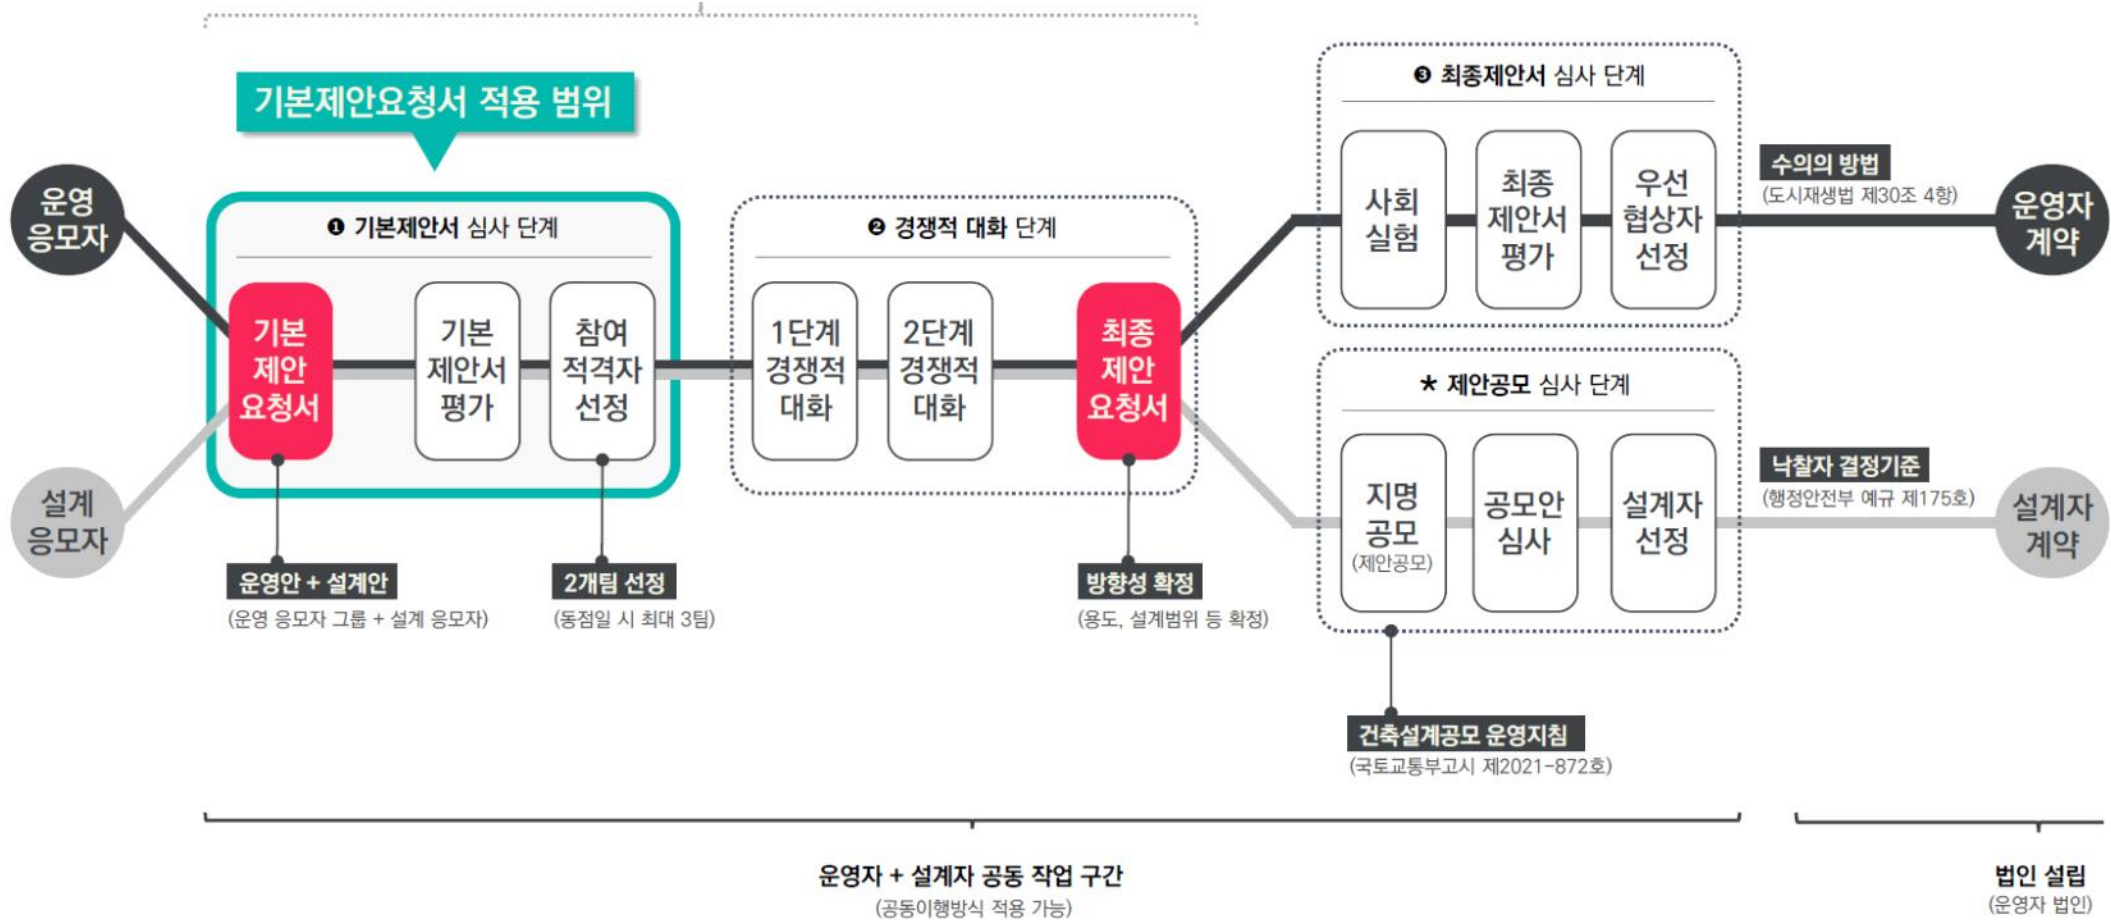 기본제안요청서 적용 범위
운영
응모자
설계
응모자
❶ 기본제안서 심사 단계
기본
제안
요청서
기본
제안서
평가
참여
적격자
선정
운영안 + 설계안
(운영 응모자 그룹 + 설계 응모자)
2개팀 선정
(동점일 시 최대 3팀)
❷ 경쟁적 대화 단계
1단계
경쟁적
대화
2단계
경쟁적
대화
최종
제안
요청서
방향성 확정
(용도, 설계범위 등 확정)
❸ 최종제안서 심사 단계
사회
실험
최종
제안서
평가
우선
협상자
선정
수의의 방법
(도시재생법 제30조 4항)
운영자
계약
★ 제안공모 심사 단계
지명
공모
(제안공모)
공모안
심사
설계자
선정
낙찰자 결정기준
(행정안전부 예규 제175호)
설계자
계약
건축설계공모 운영지침
(국토교통부고시 제2021-872호)
운영자 + 설계자 공동 작업 구간
(공동이행방식 적용 가능)
법인 설립
(운영자 법인)